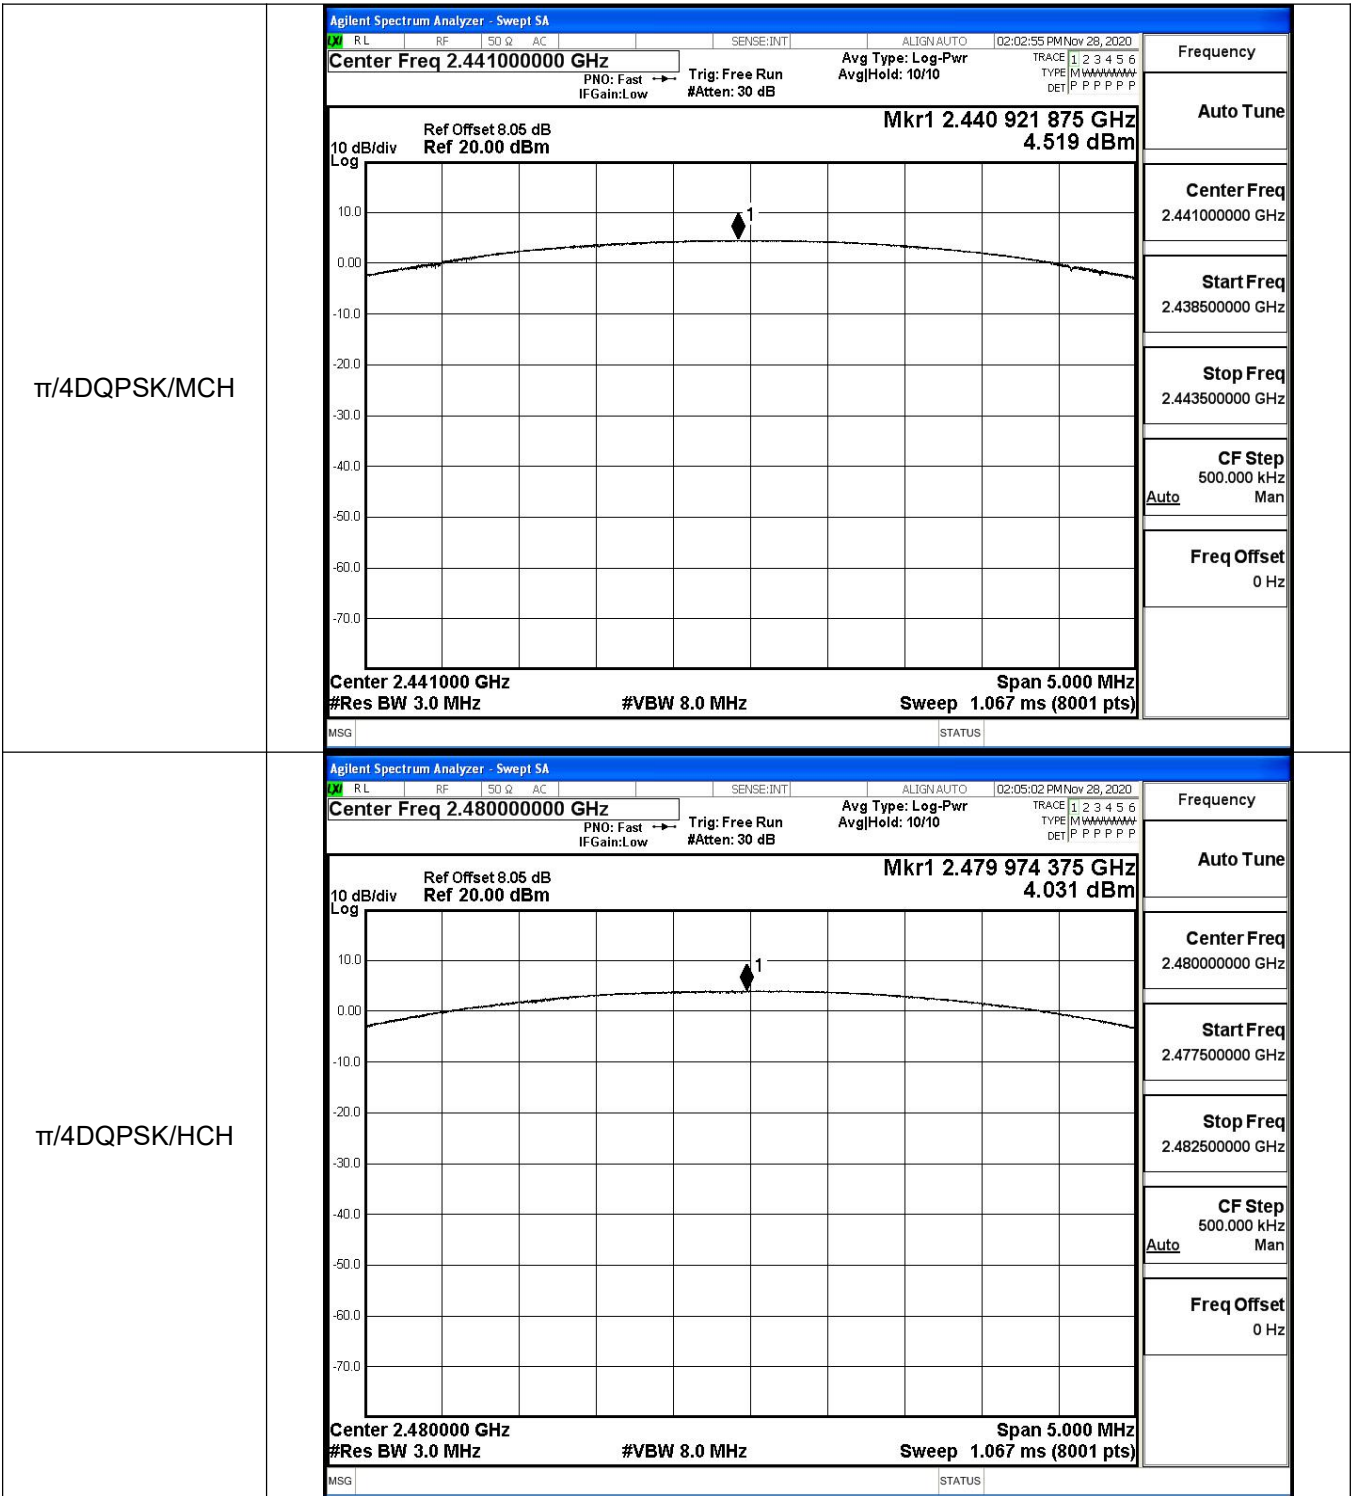 π/4DQPSK/MCH
Agilent Spectrum Analyzer - Swept SA
LXI RL RF 50 Ω AC SENSE:INT ALIGN AUTO 02:02:55 PM Nov 28, 2020
Center Freq 2.441000000 GHz
PNO: Fast
IFGain:Low
Trig: Free Run
#Atten: 30 dB
Avg Type: Log-Pwr
Avg|Hold: 10/10
TRACE 1 2 3 4 5 6
TYPE M WWWWW
DET P P P P P P
Ref Offset 8.05 dB
10 dB/div Ref 20.00 dBm
Log
Mkr1 2.440 921 875 GHz
4.519 dBm
1
10.0
0.00
-10.0
-20.0
-30.0
-40.0
-50.0
-60.0
-70.0
Center 2.441000 GHz Span 5.000 MHz
#Res BW 3.0 MHz #VBW 8.0 MHz Sweep 1.067 ms (8001 pts)
MSG STATUS
Frequency
Auto Tune
Center Freq
2.441000000 GHz
Start Freq
2.438500000 GHz
Stop Freq
2.443500000 GHz
CF Step
500.000 kHz
Auto Man
Freq Offset
0 Hz
π/4DQPSK/HCH
Agilent Spectrum Analyzer - Swept SA
LXI RL RF 50 Ω AC SENSE:INT ALIGN AUTO 02:05:02 PM Nov 28, 2020
Center Freq 2.480000000 GHz
PNO: Fast
IFGain:Low
Trig: Free Run
#Atten: 30 dB
Avg Type: Log-Pwr
Avg|Hold: 10/10
TRACE 1 2 3 4 5 6
TYPE M WWWWW
DET P P P P P P
Ref Offset 8.05 dB
10 dB/div Ref 20.00 dBm
Log
Mkr1 2.479 974 375 GHz
4.031 dBm
1
10.0
0.00
-10.0
-20.0
-30.0
-40.0
-50.0
-60.0
-70.0
Center 2.480000 GHz Span 5.000 MHz
#Res BW 3.0 MHz #VBW 8.0 MHz Sweep 1.067 ms (8001 pts)
MSG STATUS
Frequency
Auto Tune
Center Freq
2.480000000 GHz
Start Freq
2.477500000 GHz
Stop Freq
2.482500000 GHz
CF Step
500.000 kHz
Auto Man
Freq Offset
0 Hz